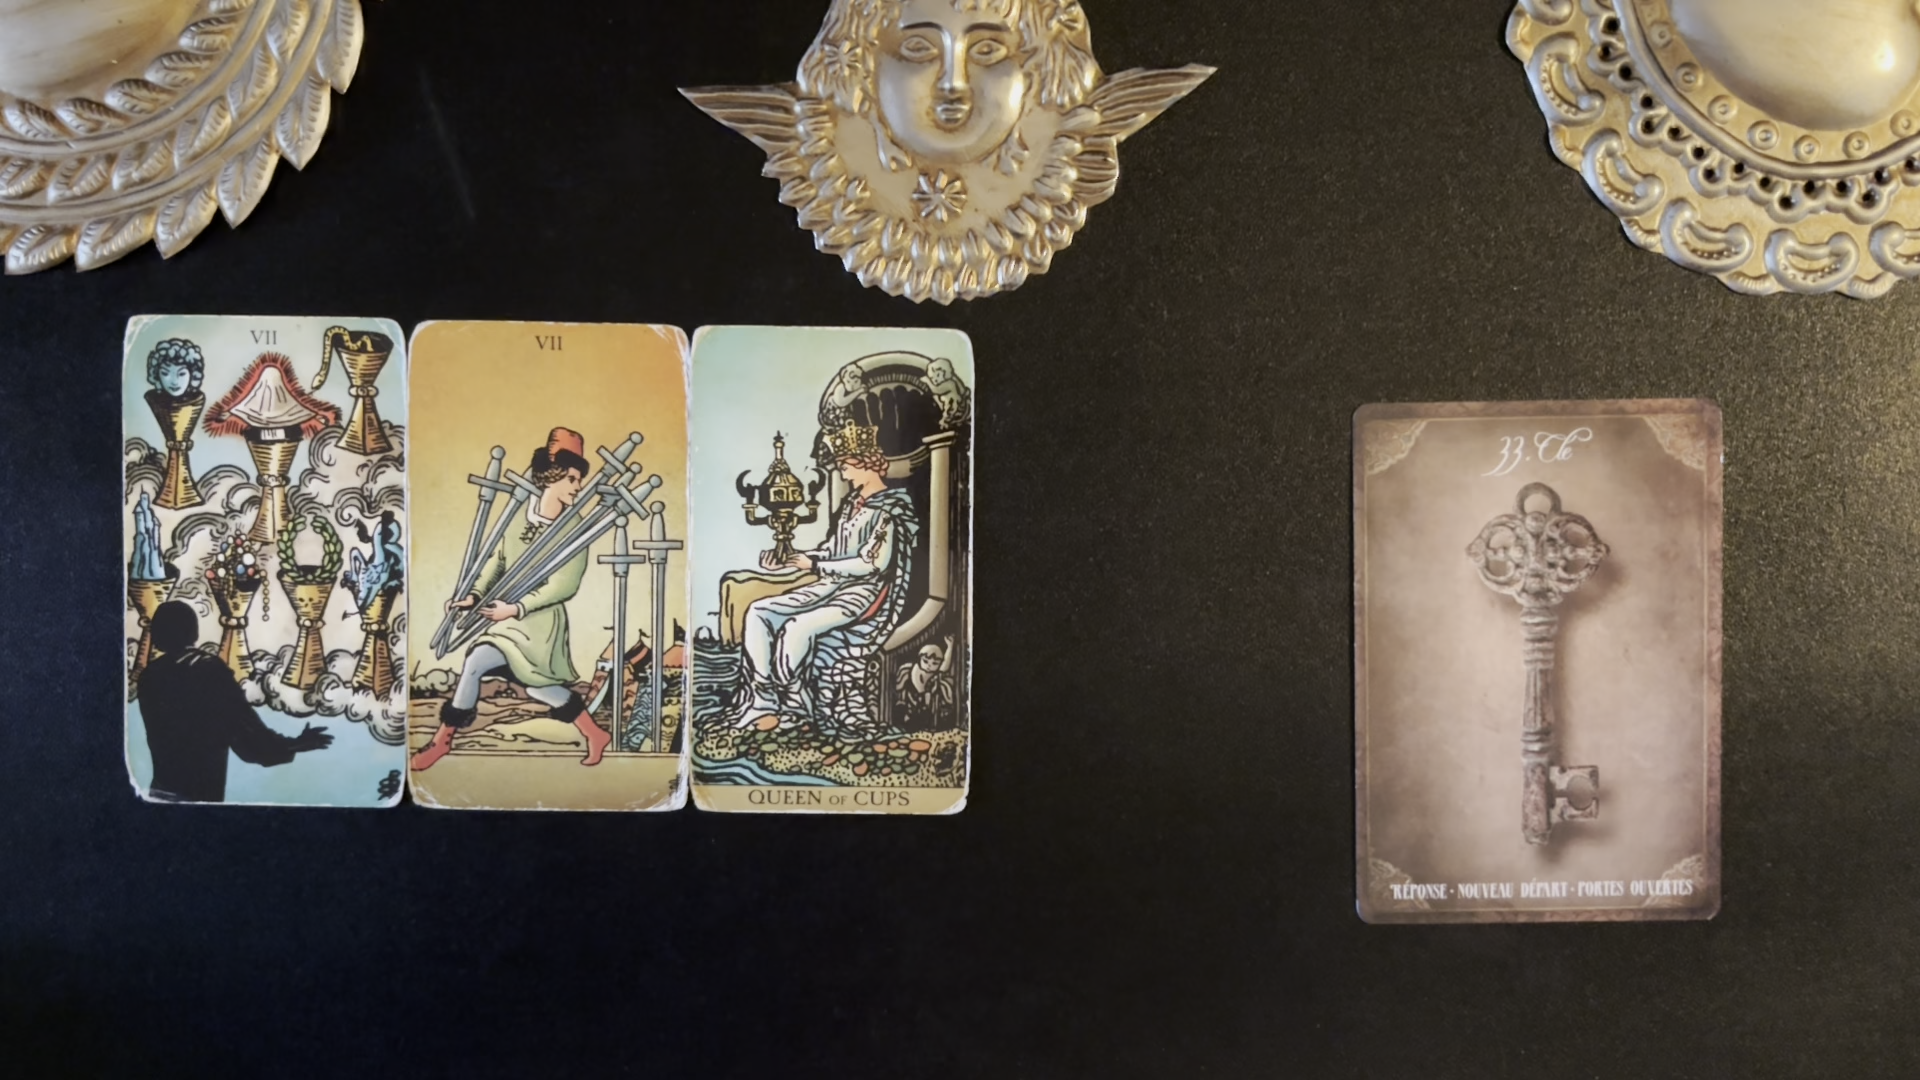 VII
VII
QUEEN OF CUPS
33. Clé
RÉPONSE • NOUVEAU DÉPART • PORTES OUVERTES